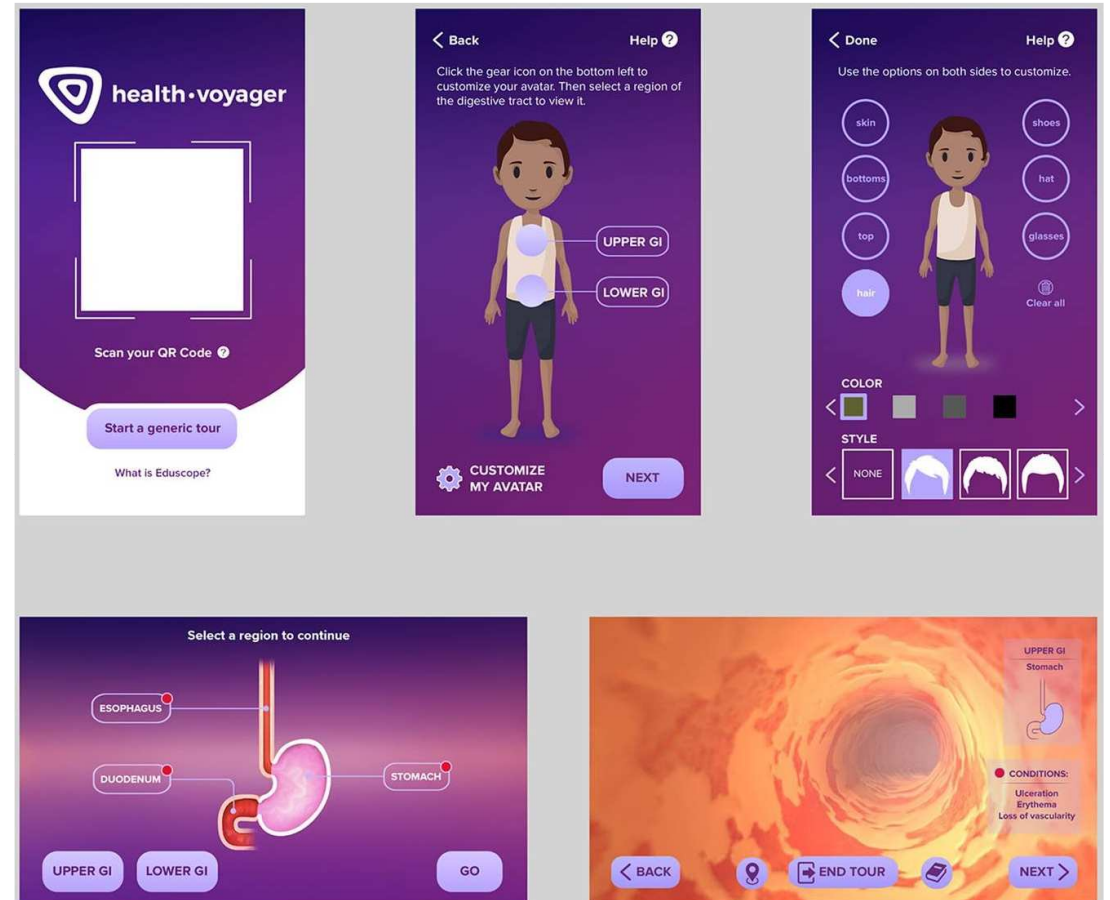 health·voyager
Scan your QR Code ?
Start a generic tour
What is Eduscope?
Back
Help ?
Click the gear icon on the bottom left to
customize your avatar. Then select a region of
the digestive tract to view it.
UPPER GI
LOWER GI
CUSTOMIZE
MY AVATAR
NEXT
Done
Help ?
Use the options on both sides to customize.
skin
shoes
bottoms
hat
top
glasses
hair
Clear all
COLOR
STYLE
NONE
Select a region to continue
ESOPHAGUS
DUODENUM
STOMACH
UPPER GI
LOWER GI
GO
UPPER GI
Stomach
CONDITIONS:
Ulceration
Erythema
Loss of vascularity
BACK
END TOUR
NEXT